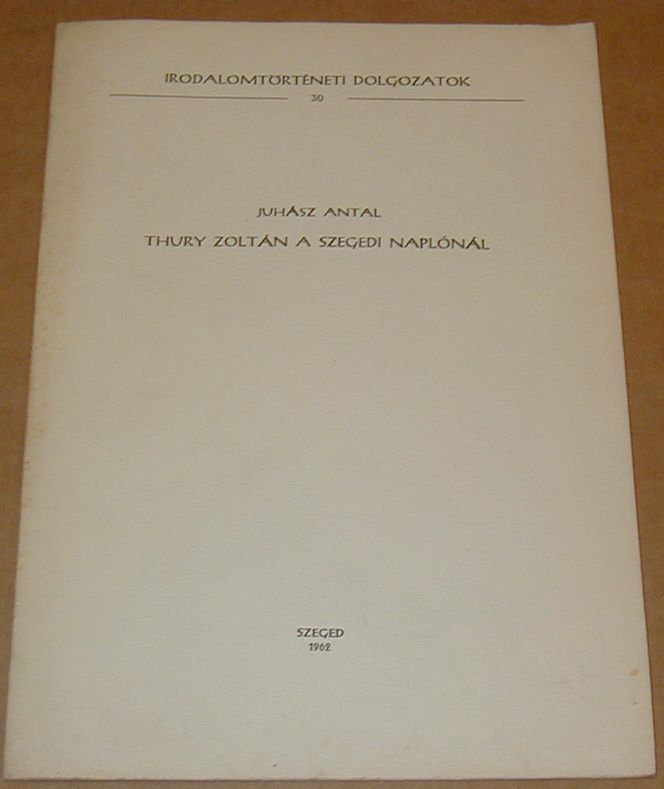 IRODALOMTÖRTÉNETI DOLGOZATOK
30
JUHÁSZ ANTAL
THURY ZOLTÁN A SZEGEDI NAPLÓNÁL
SZEGED
1962